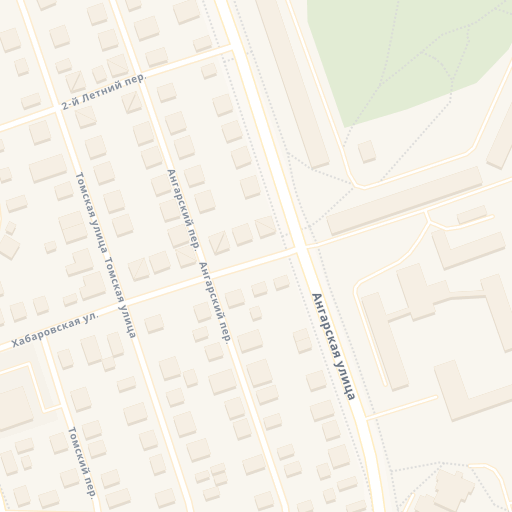 2-й Летний пер.
Томская улица
Ангарский пер.
Томская улица
Ангарский пер.
Ангарская улица
Хабаровская ул.
Томский пер.